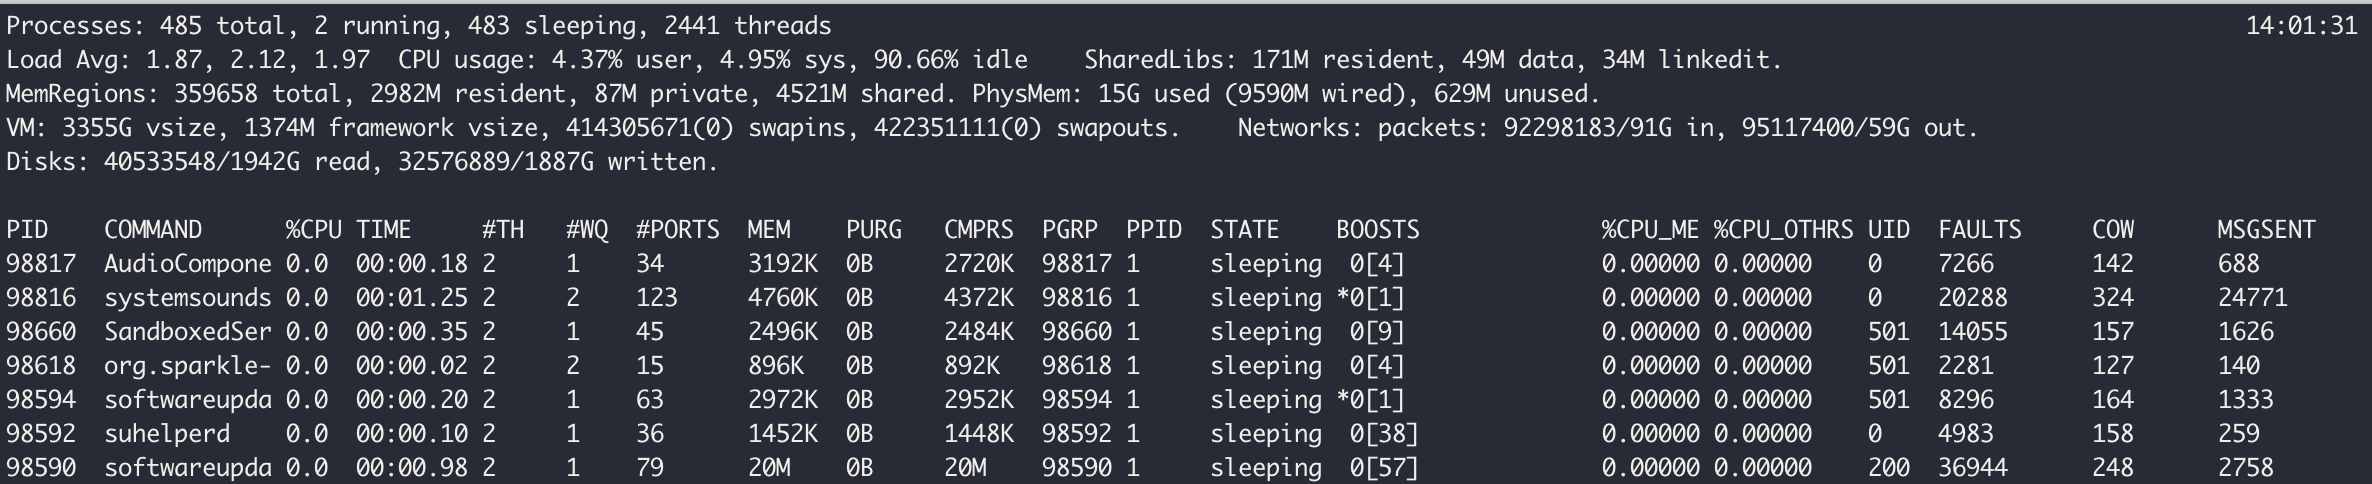 Processes: 485 total, 2 running, 483 sleeping, 2441 threads 14:01:31
Load Avg: 1.87, 2.12, 1.97 CPU usage: 4.37% user, 4.95% sys, 90.66% idle SharedLibs: 171M resident, 49M data, 34M linkedit.
MemRegions: 359658 total, 2982M resident, 87M private, 4521M shared. PhysMem: 15G used (9590M wired), 629M unused.
VM: 3355G vsize, 1374M framework vsize, 414305671(0) swapins, 422351111(0) swapouts. Networks: packets: 92298183/91G in, 95117400/59G out.
Disks: 40533548/1942G read, 32576889/1887G written.
PID COMMAND %CPU TIME #TH #WQ #PORTS MEM PURG CMPRS PGRP PPID STATE BOOSTS %CPU_ME %CPU_OTHRS UID FAULTS COW MSGSENT
98817 AudioCompone 0.0 00:00.18 2 1 34 3192K 0B 2720K 98817 1 sleeping 0[4] 0.00000 0.00000 0 7266 142 688
98816 systemsounds 0.0 00:01.25 2 2 123 4760K 0B 4372K 98816 1 sleeping *0[1] 0.00000 0.00000 0 20288 324 24771
98660 SandboxedSer 0.0 00:00.35 2 1 45 2496K 0B 2484K 98660 1 sleeping 0[9] 0.00000 0.00000 501 14055 157 1626
98618 org.sparkle- 0.0 00:00.02 2 2 15 896K 0B 892K 98618 1 sleeping 0[4] 0.00000 0.00000 501 2281 127 140
98594 softwareupda 0.0 00:00.20 2 1 63 2972K 0B 2952K 98594 1 sleeping *0[1] 0.00000 0.00000 501 8296 164 1333
98592 suhelperd 0.0 00:00.10 2 1 36 1452K 0B 1448K 98592 1 sleeping 0[38] 0.00000 0.00000 0 4983 158 259
98590 softwareupda 0.0 00:00.98 2 1 79 20M 0B 20M 98590 1 sleeping 0[57] 0.00000 0.00000 200 36944 248 2758